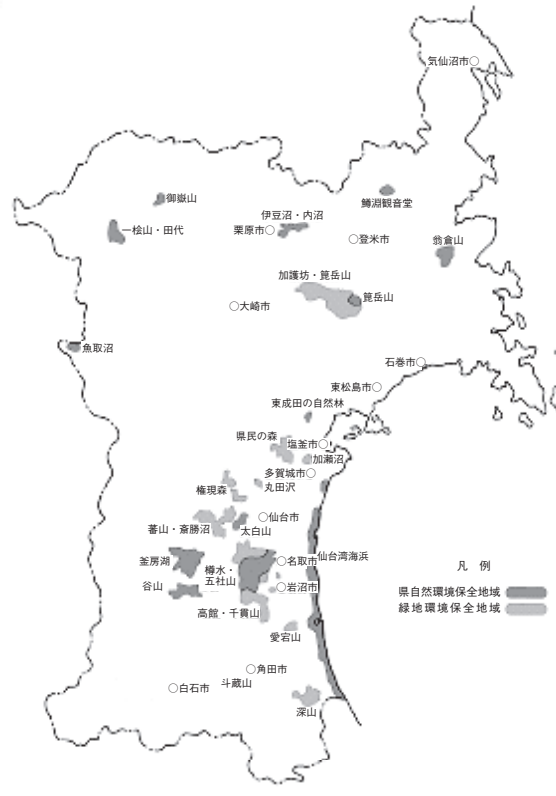 気仙沼市
御嶽山
鱒淵観音堂
伊豆沼・内沼
一桧山・田代
栗原市
登米市
翁倉山
加護坊・箟岳山
箟岳山
大崎市
魚取沼
石巻市
東松島市
東成田の自然林
県民の森
塩釜市
加瀬沼
多賀城市
丸田沢
権現森
仙台市
蕃山・斎勝沼
太白山
釜房湖
樽水・
五社山
名取市
仙台湾海浜
谷山
岩沼市
高館・千貫山
愛宕山
角田市
斗蔵山
白石市
深山
凡 例
県自然環境保全地域
緑地環境保全地域